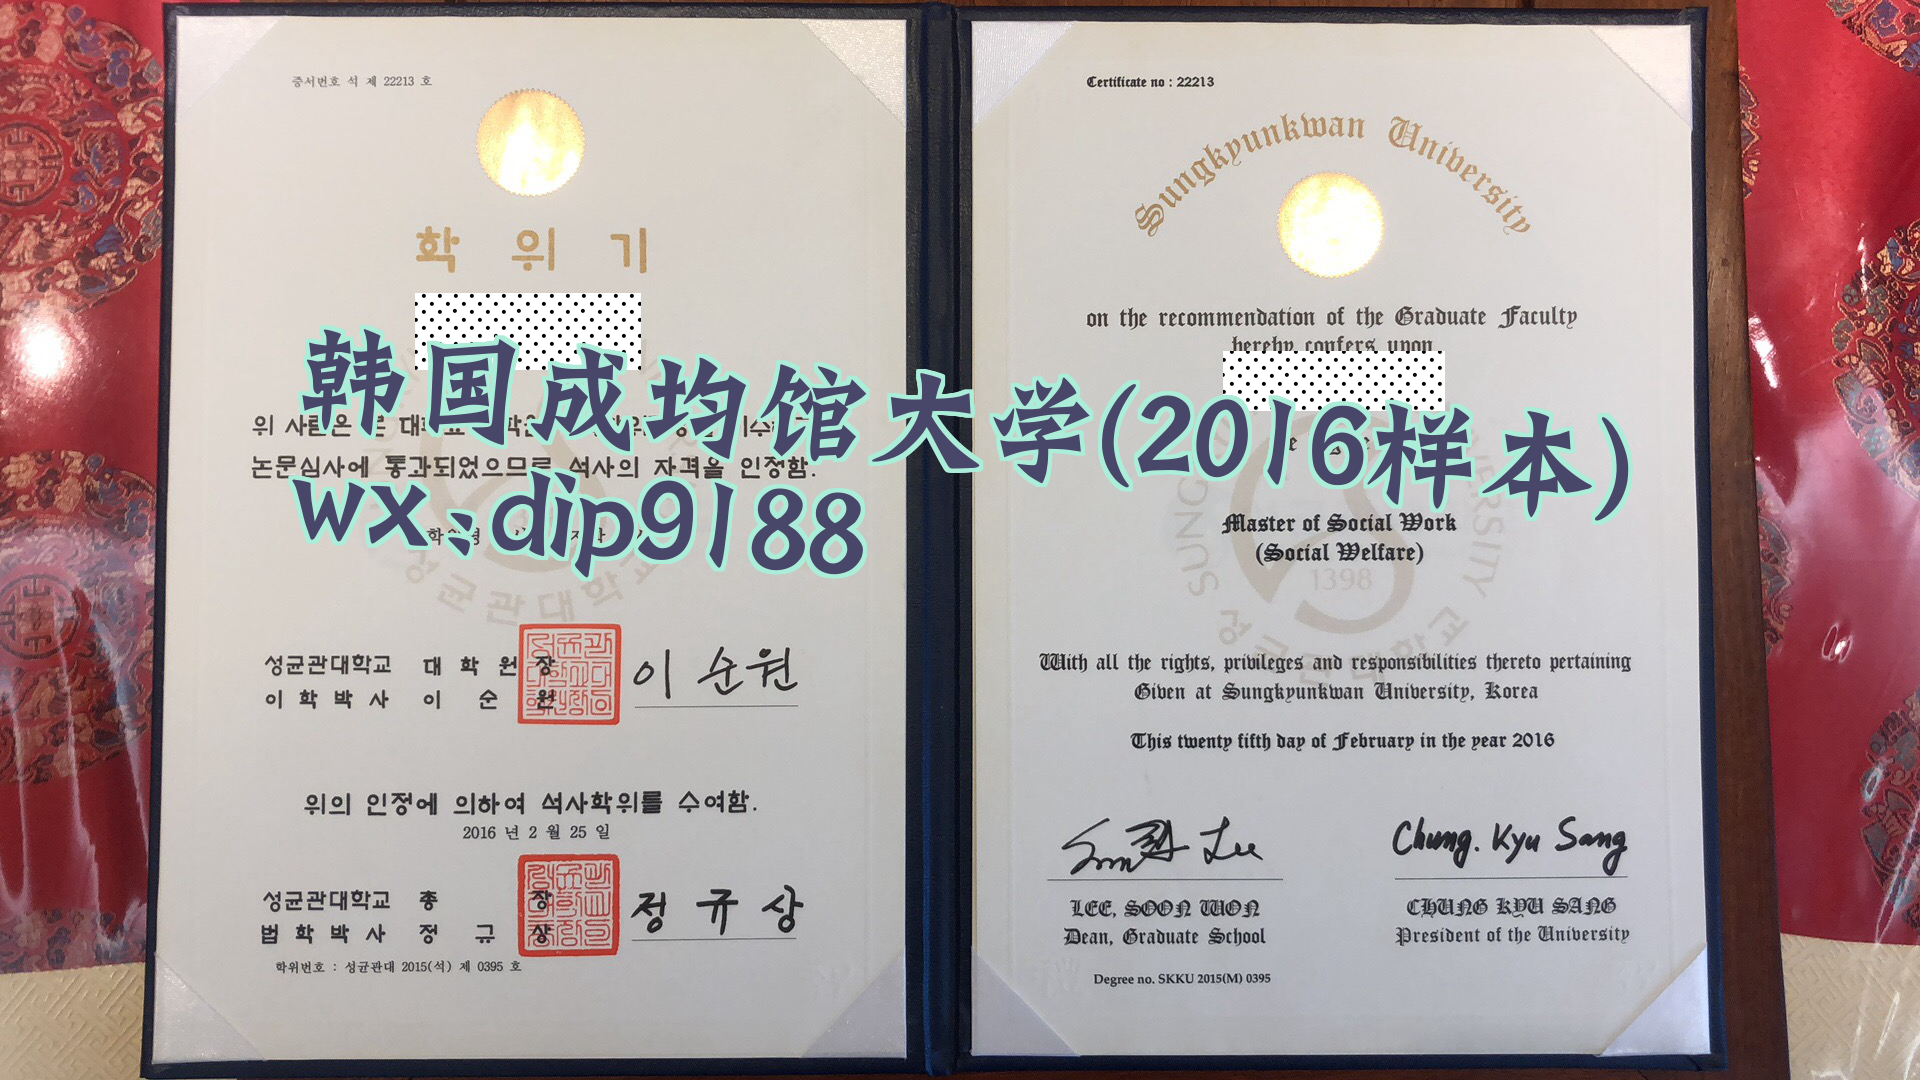 증서번호 석 제 22213 호
학 위 기
논문심사에 통과되었으므로 석사의 자격을 인정함.
성균관대학교 대 학 원 장
이 학 박 사 이 순 원
이 순원
위의 인정에 의하여 석사학위를 수여함.
2016 년 2 월 25 일
성균관대학교 총 장
법 학 박 사 정 규 상
정 규 상
학위번호 : 성균관대 2015(석) 제 0395 호
Certificate no : 22213
Sungkyunkwan University
on the recommendation of the Graduate Faculty
hereby confers upon
韩国成均馆大学(2016样本)
wx:dip9188
Master of Social Work
(Social Welfare)
1398
성균관대학교
With all the rights, privileges and responsibilities thereto pertaining
Given at Sungkyunkwan University, Korea
This twenty fifth day of February in the year 2016
Chung. Kyu Sang
LEE, SOON WON
Dean, Graduate School
CHUNG KYU SANG
President of the University
Degree no. SKKU 2015(M) 0395